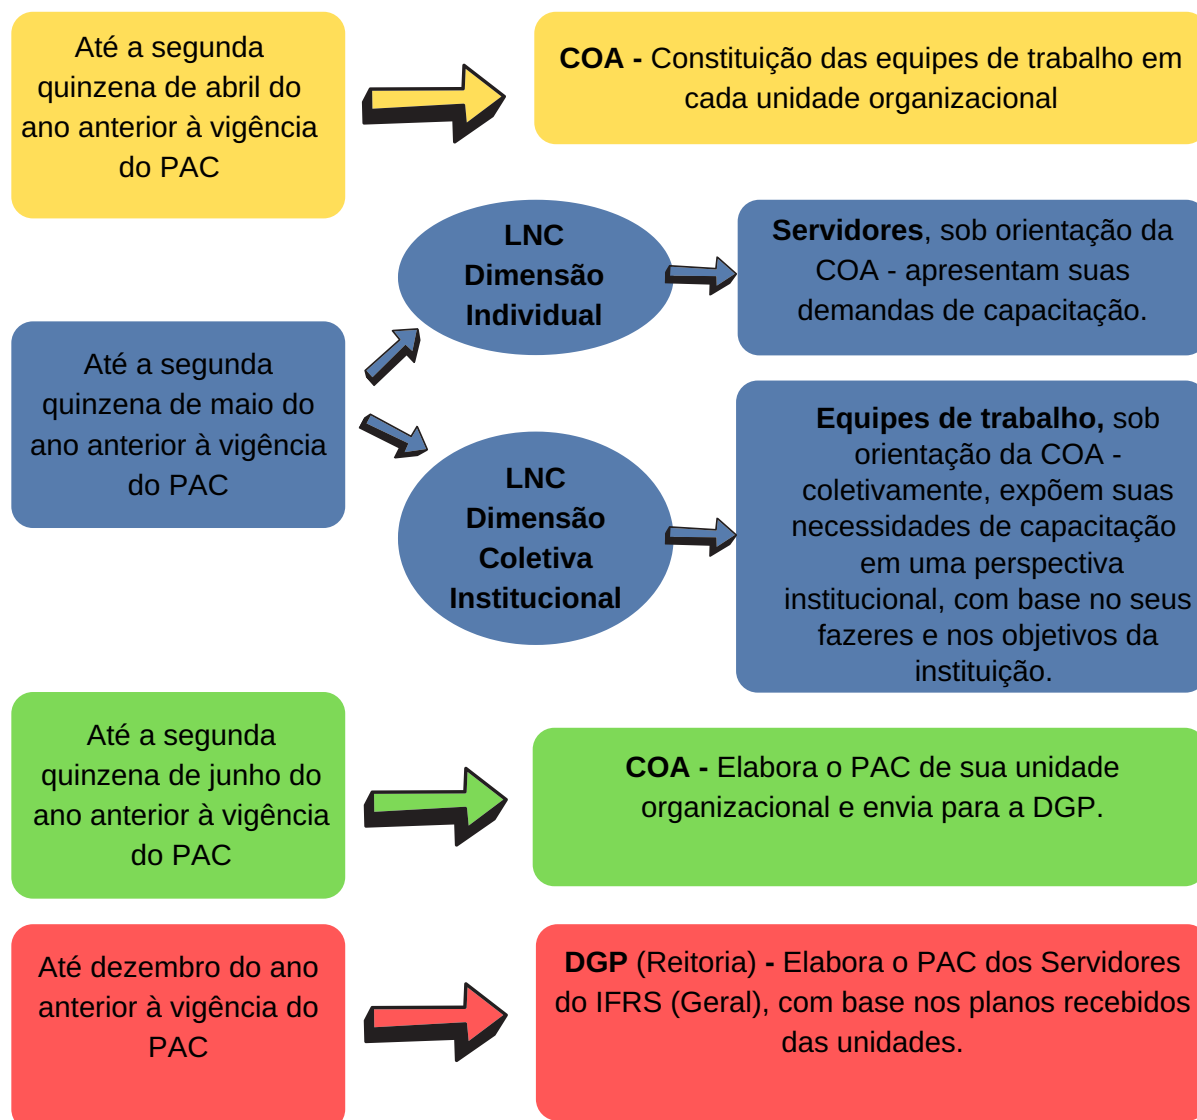 Até a segunda
quinzena de abril do
ano anterior à vigência
do PAC
COA - Constituição das equipes de trabalho em
cada unidade organizacional
Até a segunda
quinzena de maio do
ano anterior à vigência
do PAC
LNC
Dimensão
Individual
Servidores, sob orientação da
COA - apresentam suas
demandas de capacitação.
LNC
Dimensão
Coletiva
Institucional
Equipes de trabalho, sob
orientação da COA -
coletivamente, expõem suas
necessidades de capacitação
em uma perspectiva
institucional, com base no seus
fazeres e nos objetivos da
instituição.
Até a segunda
quinzena de junho do
ano anterior à vigência
do PAC
COA - Elabora o PAC de sua unidade
organizacional e envia para a DGP.
Até dezembro do ano
anterior à vigência do
PAC
DGP (Reitoria) - Elabora o PAC dos Servidores
do IFRS (Geral), com base nos planos recebidos
das unidades.